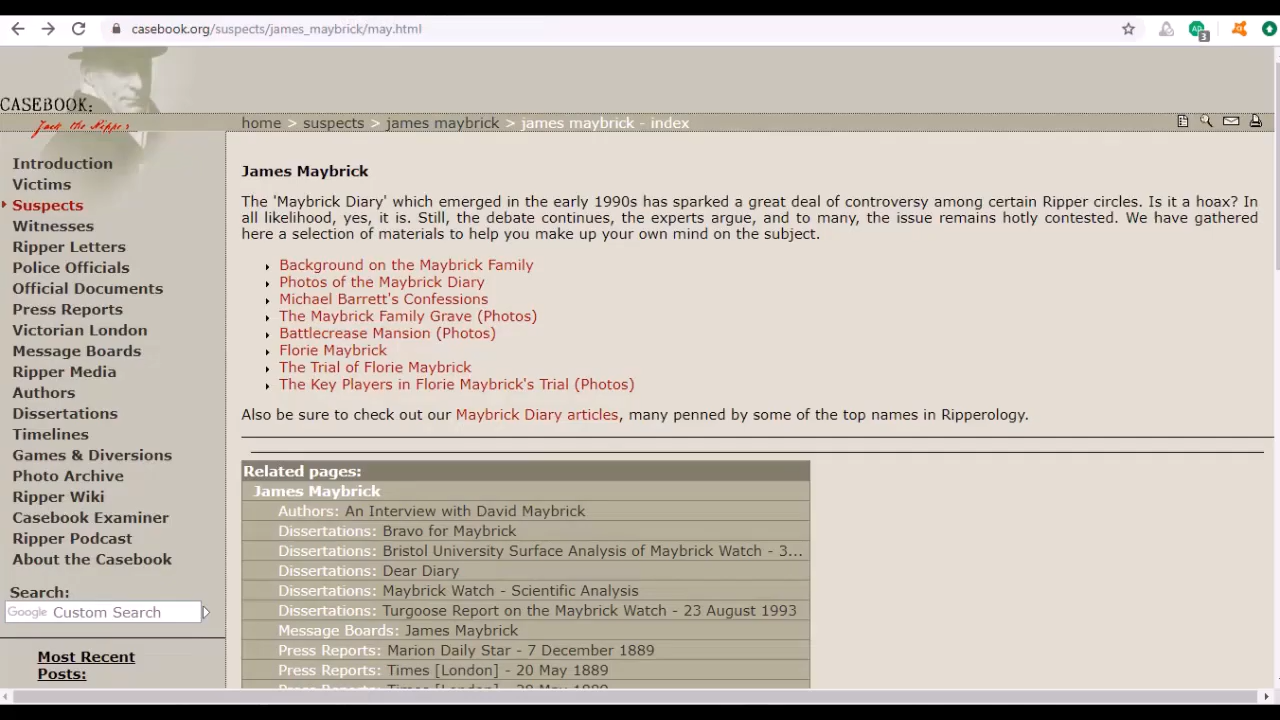 casebook.org/suspects/james_maybrick/may.html
3
CASEBOOK:
Jack the Ripper
home > suspects > james maybrick > james maybrick - index
Introduction
Victims
Suspects
Witnesses
Ripper Letters
Police Officials
Official Documents
Press Reports
Victorian London
Message Boards
Ripper Media
Authors
Dissertations
Timelines
Games & Diversions
Photo Archive
Ripper Wiki
Casebook Examiner
Ripper Podcast
About the Casebook
Search:
Google Custom Search
Most Recent
Posts:
James Maybrick
The 'Maybrick Diary' which emerged in the early 1990s has sparked a great deal of controversy among certain Ripper circles. Is it a hoax? In
all likelihood, yes, it is. Still, the debate continues, the experts argue, and to many, the issue remains hotly contested. We have gathered
here a selection of materials to help you make up your own mind on the subject.
Background on the Maybrick Family
Photos of the Maybrick Diary
Michael Barrett's Confessions
The Maybrick Family Grave (Photos)
Battlecrease Mansion (Photos)
Florie Maybrick
The Trial of Florie Maybrick
The Key Players in Florie Maybrick's Trial (Photos)
Also be sure to check out our Maybrick Diary articles, many penned by some of the top names in Ripperology.
Related pages:
James Maybrick
Authors: An Interview with David Maybrick
Dissertations: Bravo for Maybrick
Dissertations: Bristol University Surface Analysis of Maybrick Watch - 3...
Dissertations: Dear Diary
Dissertations: Maybrick Watch - Scientific Analysis
Dissertations: Turgoose Report on the Maybrick Watch - 23 August 1993
Message Boards: James Maybrick
Press Reports: Marion Daily Star - 7 December 1889
Press Reports: Times [London] - 20 May 1889
Press Reports: Times [London] - 28 May 1889